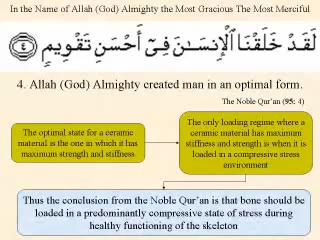 In the Name of Allah (God) Almighty the Most Gracious The Most Merciful
لَقَدْ خَلَقْنَا ٱلْإِنسَـٰنَ فِىٓ أَحْسَنِ تَقْوِيمٍ ٤
4. Allah (God) Almighty created man in an optimal form.
The Noble Qur'an (95: 4)
The optimal state for a ceramic
material is the one in which it has
maximum strength and stiffness
The only loading regime where a
ceramic material has maximum
stiffness and strength is when it is
loaded in a compressive stress
environment
Thus the conclusion from the Noble Qur'an is that bone should be
loaded in a predominantly compressive state of stress during
healthy functioning of the skeleton